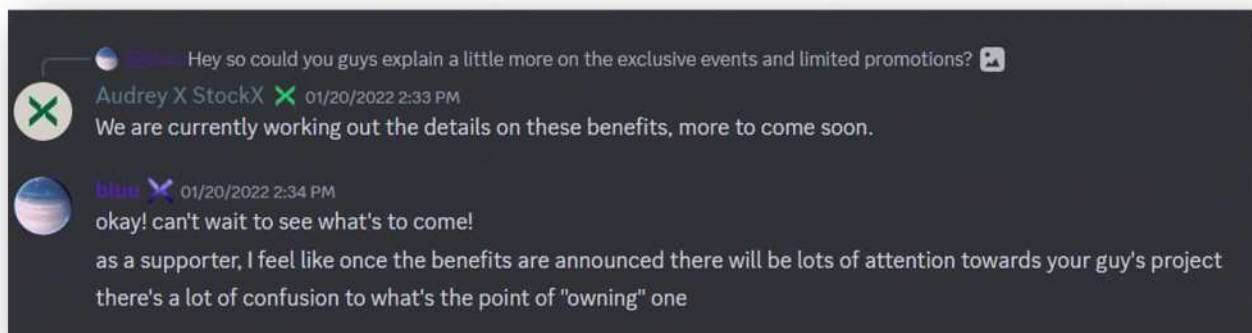 Hey so could you guys explain a little more on the exclusive events and limited promotions?
Audrey X StockX 01/20/2022 2:33 PM
We are currently working out the details on these benefits, more to come soon.
blue 01/20/2022 2:34 PM
okay! can't wait to see what's to come!
as a supporter, I feel like once the benefits are announced there will be lots of attention towards your guy's project
there's a lot of confusion to what's the point of "owning" one